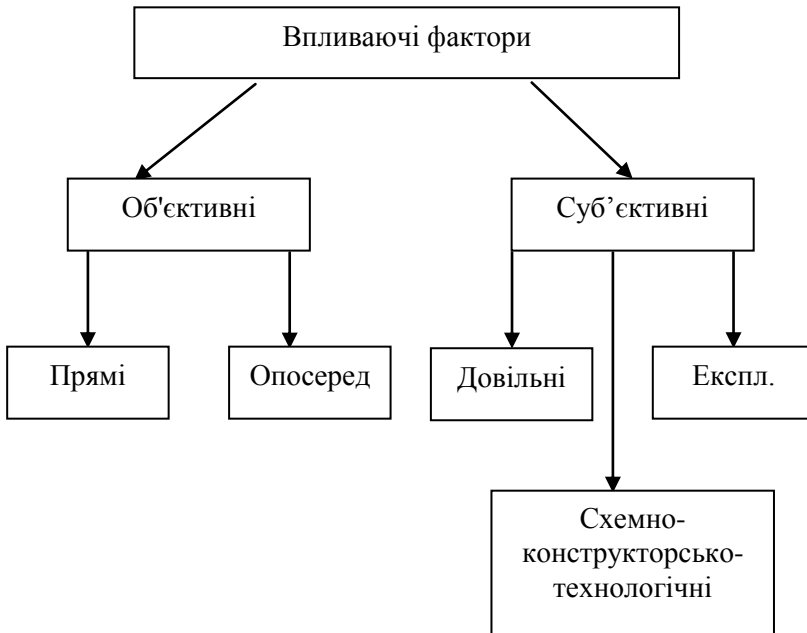 Впливаючі фактори
Об'єктивні
Суб’єктивні
Прямі
Опосеред
Довільні
Експл.
Схемно-
конструкторсько-
технологічні